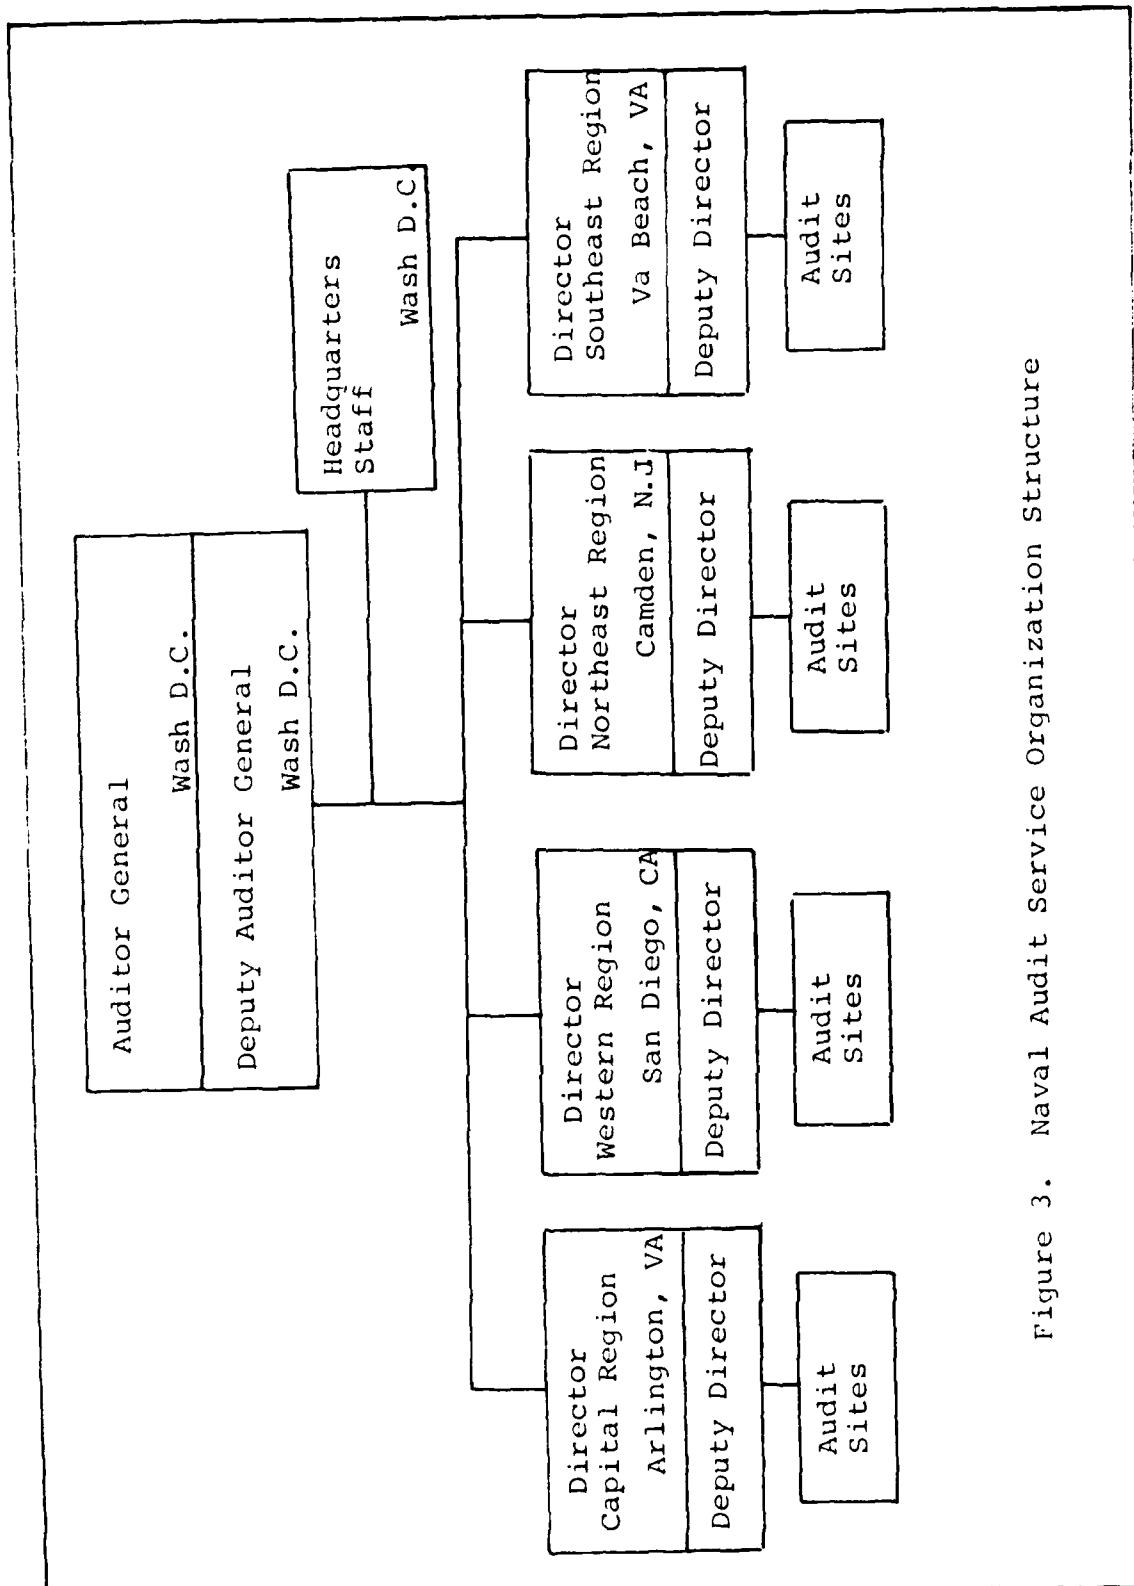 Auditor General
Wash D.C.
Deputy Auditor General
Wash D.C.
Headquarters
Staff
Wash D.C.
Director
Capital Region
Arlington, VA
Deputy Director
Audit
Sites
Director
Western Region
San Diego, CA
Deputy Director
Audit
Sites
Director
Northeast Region
Camden, N.J
Deputy Director
Audit
Sites
Director
Southeast Region
Va Beach, VA
Deputy Director
Audit
Sites
Figure 3. Naval Audit Service Organization Structure